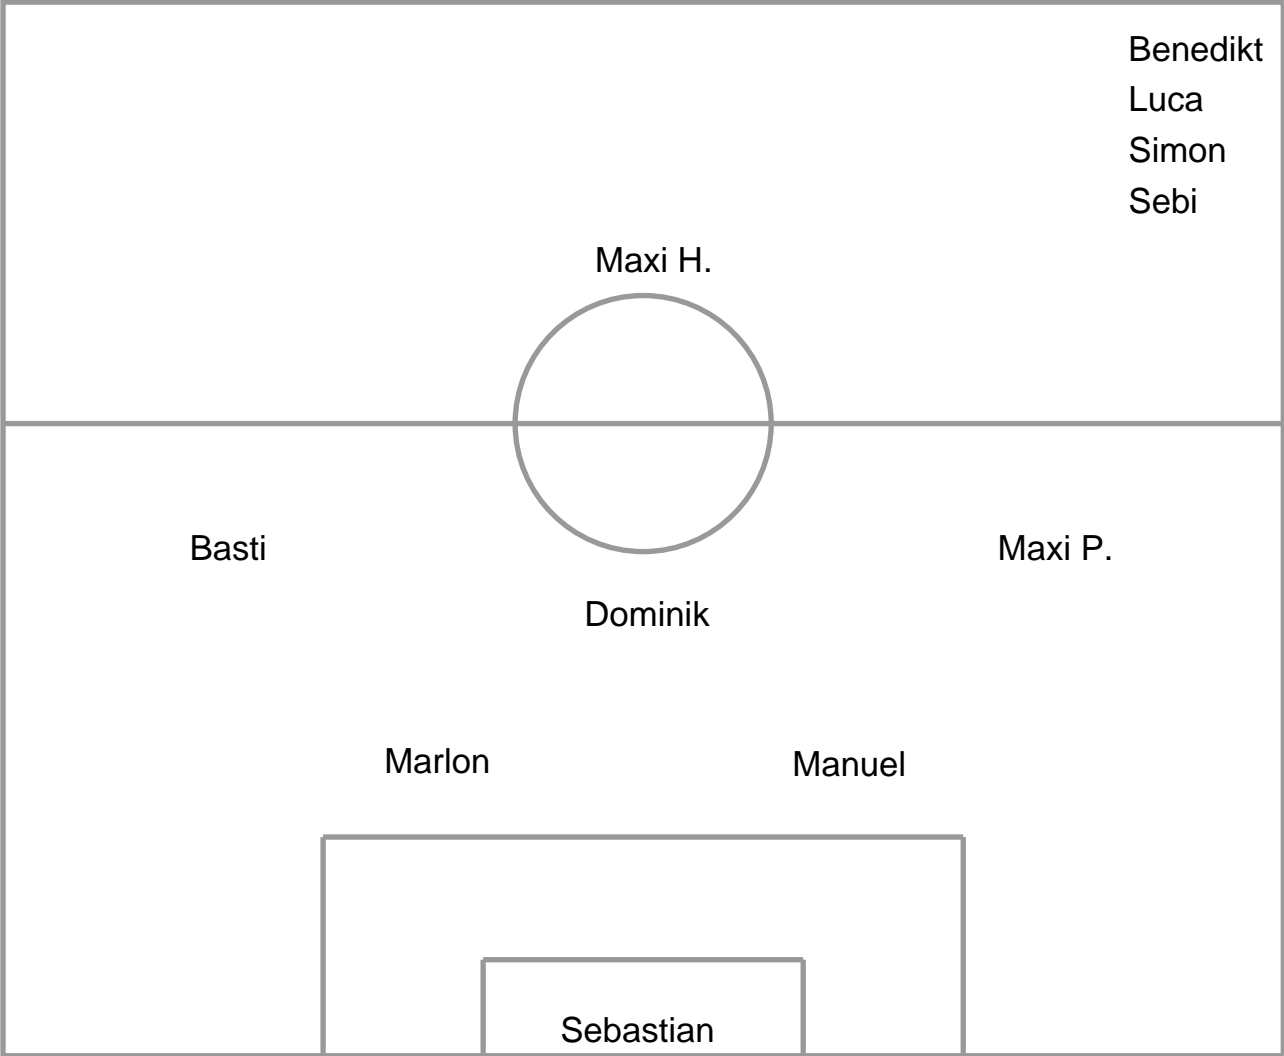 Benedikt
Luca
Simon
Sebi
Maxi H.
Basti
Maxi P.
Dominik
Marlon
Manuel
Sebastian